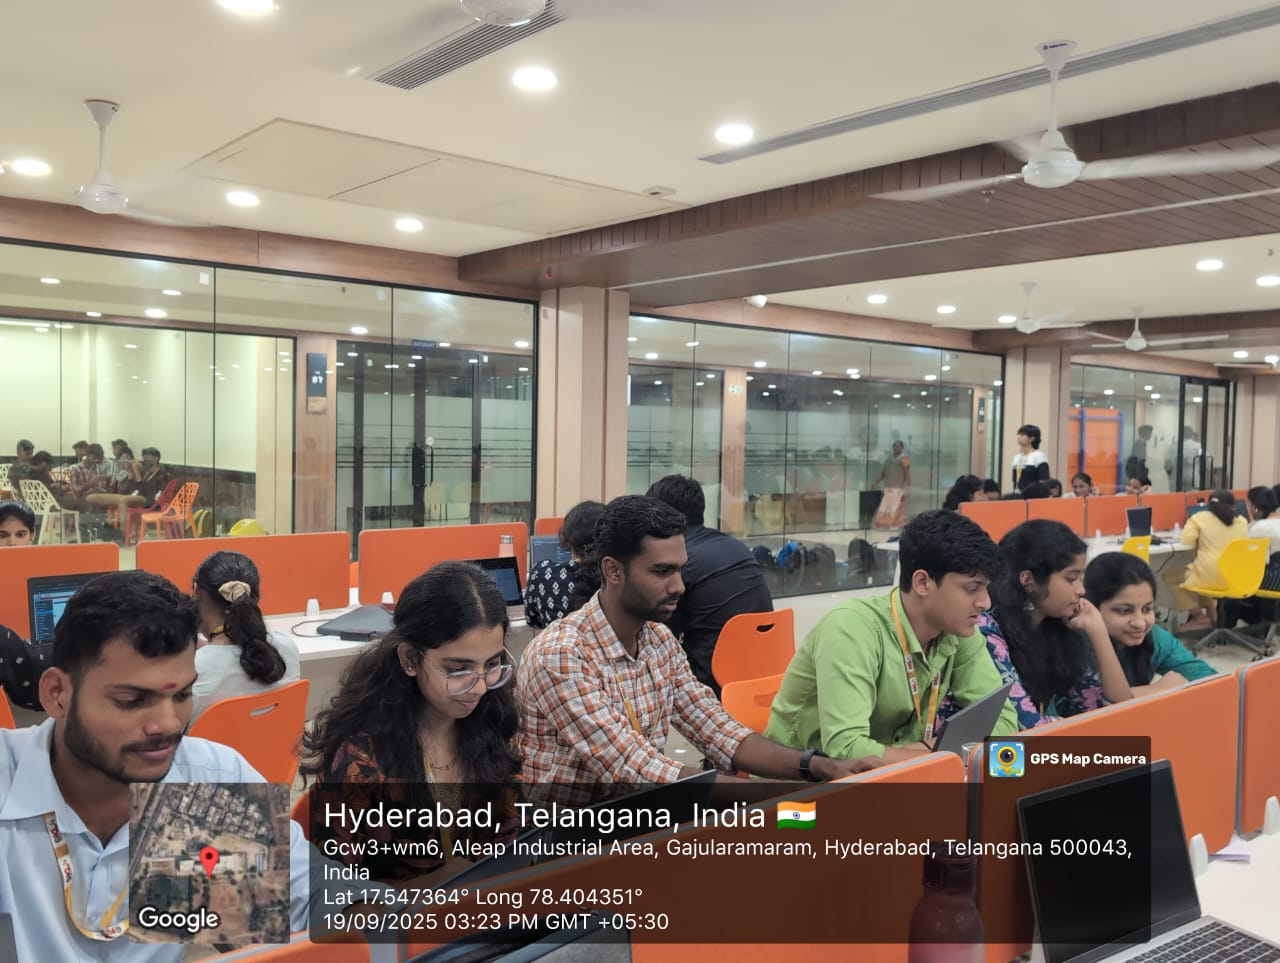 GPS Map Camera
Hyderabad, Telangana, India 🇮🇳
Gcw3+wm6, Aleap Industrial Area, Gajularamaram, Hyderabad, Telangana 500043,
India
Lat 17.547364° Long 78.404351°
19/09/2025 03:23 PM GMT +05:30
Google